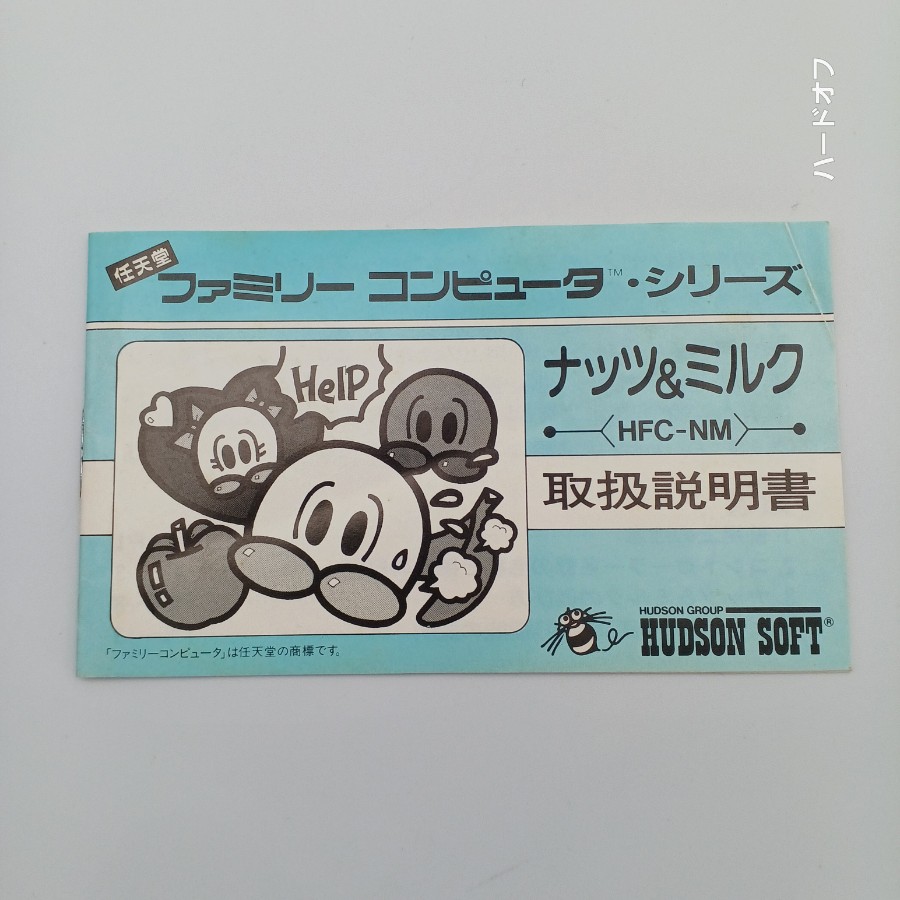 ハードオフ
任天堂
ファミリー コンピュータ™・シリーズ
HelP
ナッツ&ミルク
HFC-NM
取扱説明書
HUDSON GROUP
HUDSON SOFT®
「ファミリーコンピュータ」は任天堂の商標です。